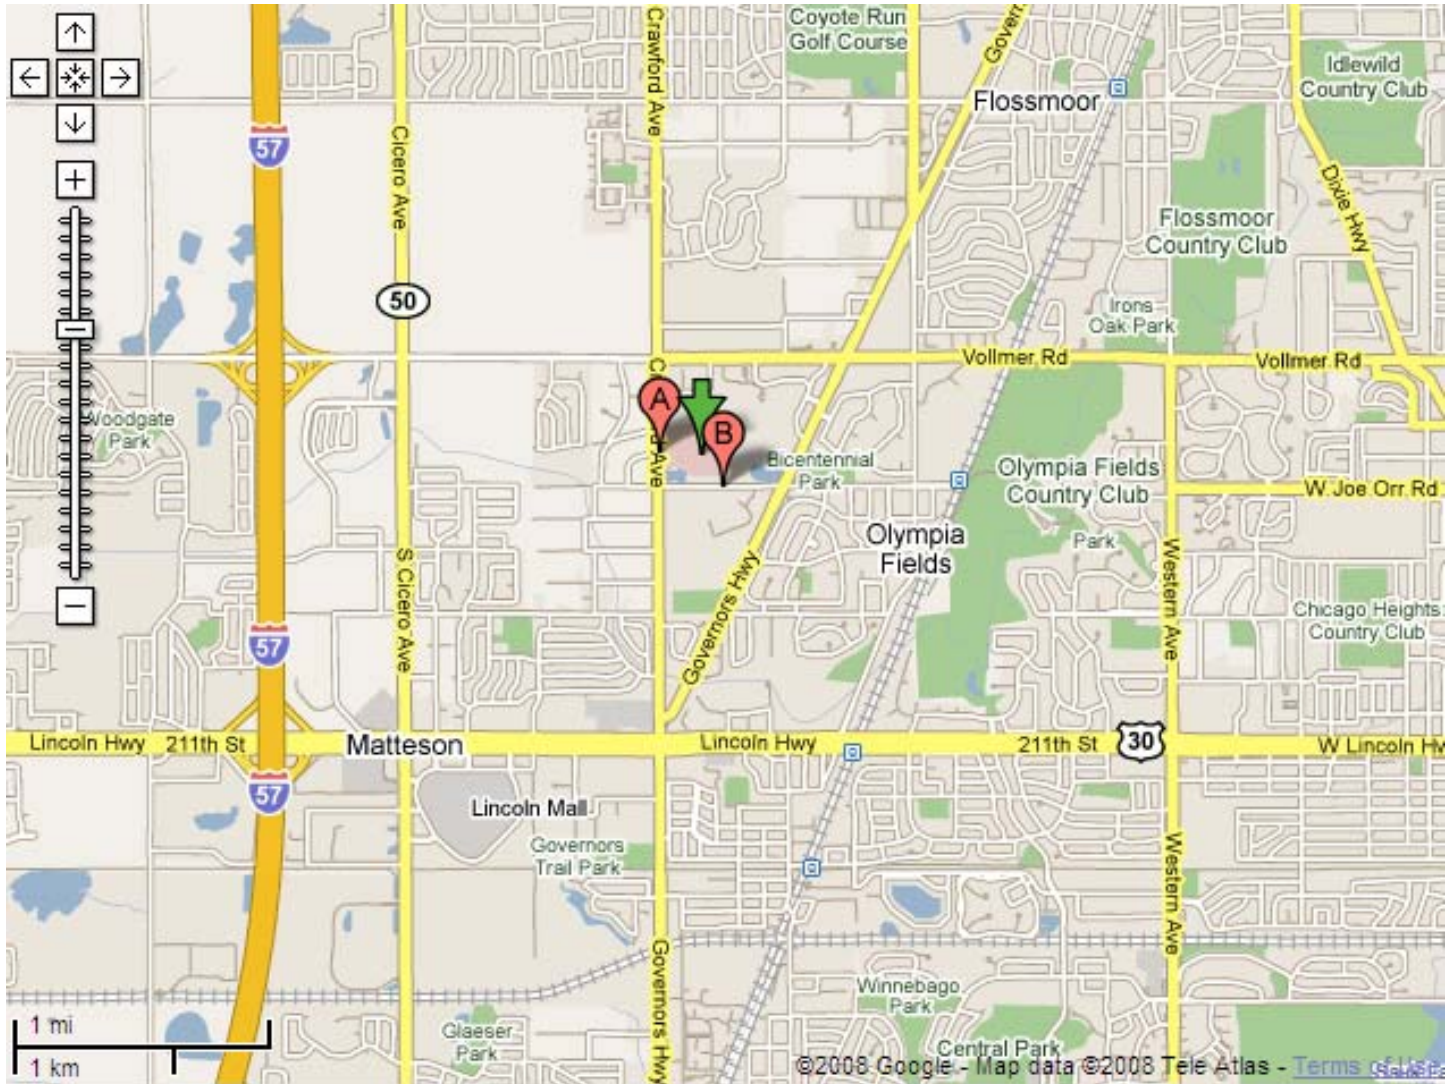 Coyote Run
Golf Course
Crawford Ave
Govern
Idlewild
Country Club
Flossmoor
57
Cicero Ave
Dixie Hwy
Flossmoor
Country Club
50
Irons
Oak Park
Vollmer Rd
Vollmer Rd
A
B
Woodgate
Park
Bicentennial
Park
Olympia Fields
Country Club
W Joe Orr Rd
Olympia
Fields
Park
S Cicero Ave
Governors Hwy
Western Ave
Chicago Heights
Country Club
57
Lincoln Hwy
211th St
Matteson
Lincoln Hwy
211th St
30
W Lincoln Hw
57
Lincoln Mall
Governors
Trail Park
Western Ave
Governors Hwy
Winnebago
Park
1 mi
1 km
Glaeser
Park
Central Park
©2008 Google - Map data ©2008 Tele Atlas - Terms of Use